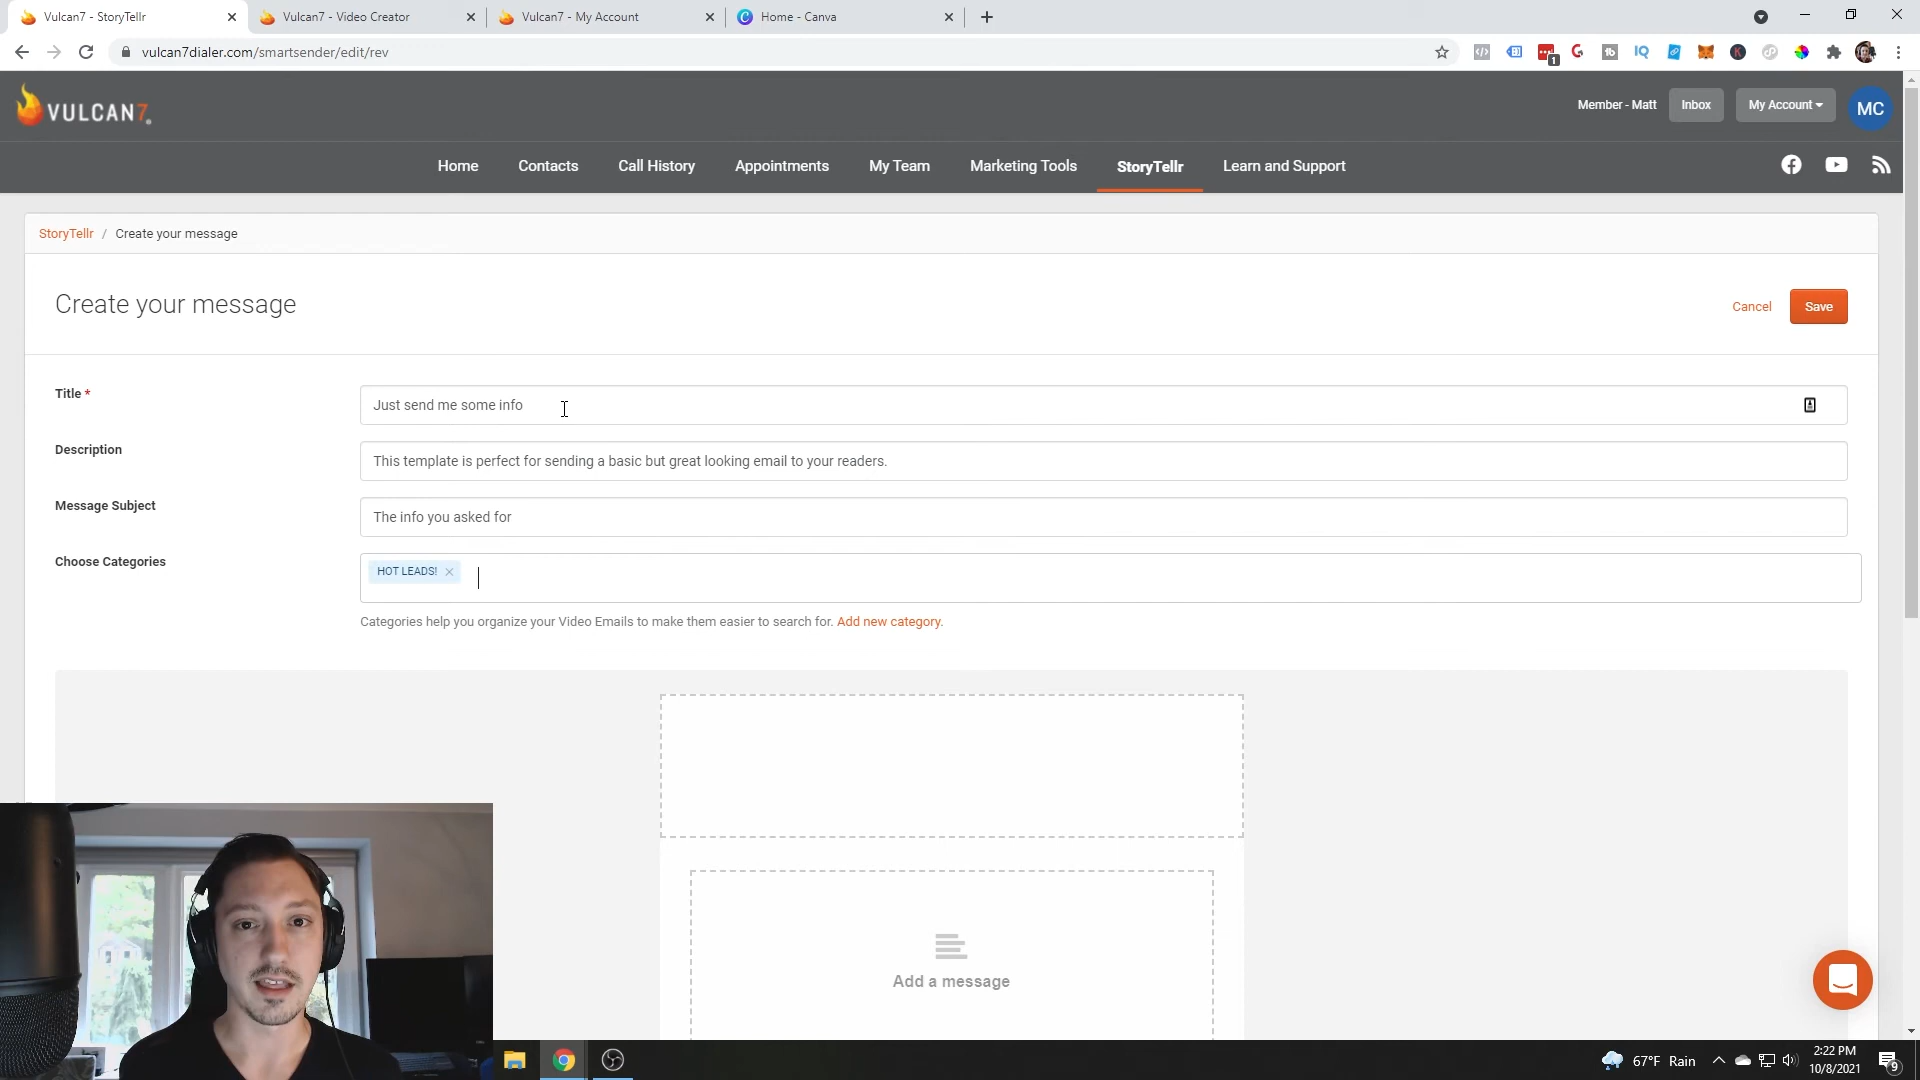 Vulcan7 - StoryTellr
Vulcan7 - Video Creator
Vulcan7 - My Account
Home - Canva
vulcan7dialer.com/smartsender/edit/rev
1
VULCAN7
Member - Matt
Inbox
My Account
MC
Home
Contacts
Call History
Appointments
My Team
Marketing Tools
StoryTellr
Learn and Support
StoryTellr / Create your message
Create your message
Cancel
Save
Title *
Just send me some info
Description
This template is perfect for sending a basic but great looking email to your readers.
Message Subject
The info you asked for
Choose Categories
HOT LEADS!
Categories help you organize your Video Emails to make them easier to search for. Add new category.
Add a message
67°F Rain
2:22 PM
10/8/2021
9